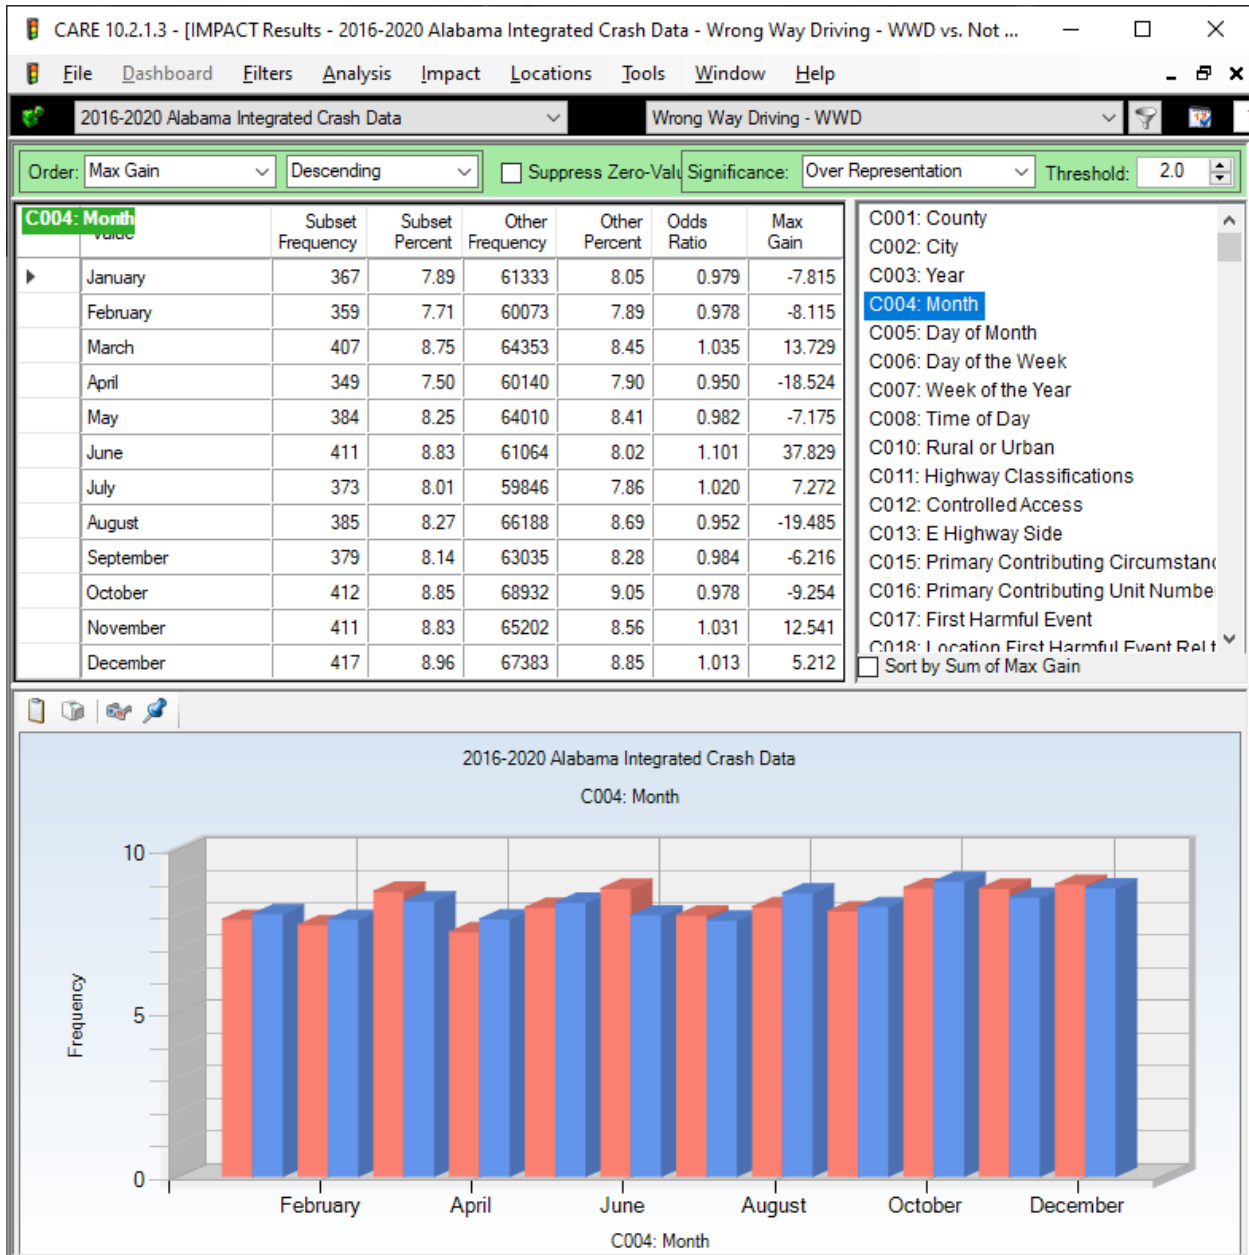 CARE 10.2.1.3 - [IMPACT Results - 2016-2020 Alabama Integrated Crash Data - Wrong Way Driving - WWD vs. Not ...
File Dashboard Filters Analysis Impact Locations Tools Window Help
2016-2020 Alabama Integrated Crash Data Wrong Way Driving - WWD
Order: Max Gain Descending Suppress Zero-Valu Significance: Over Representation Threshold: 2.0
C004: Month
Value Subset Frequency Subset Percent Other Frequency Other Percent Odds Ratio Max Gain
January 367 7.89 61333 8.05 0.979 -7.815
February 359 7.71 60073 7.89 0.978 -8.115
March 407 8.75 64353 8.45 1.035 13.729
April 349 7.50 60140 7.90 0.950 -18.524
May 384 8.25 64010 8.41 0.982 -7.175
June 411 8.83 61064 8.02 1.101 37.829
July 373 8.01 59846 7.86 1.020 7.272
August 385 8.27 66188 8.69 0.952 -19.485
September 379 8.14 63035 8.28 0.984 -6.216
October 412 8.85 68932 9.05 0.978 -9.254
November 411 8.83 65202 8.56 1.031 12.541
December 417 8.96 67383 8.85 1.013 5.212
C001: County
C002: City
C003: Year
C004: Month
C005: Day of Month
C006: Day of the Week
C007: Week of the Year
C008: Time of Day
C010: Rural or Urban
C011: Highway Classifications
C012: Controlled Access
C013: E Highway Side
C015: Primary Contributing Circumstanc
C016: Primary Contributing Unit Numbe
C017: First Harmful Event
C018: Location First Harmful Event Rel t
Sort by Sum of Max Gain
2016-2020 Alabama Integrated Crash Data
C004: Month
10
5
0
Frequency
February April June August October December
C004: Month